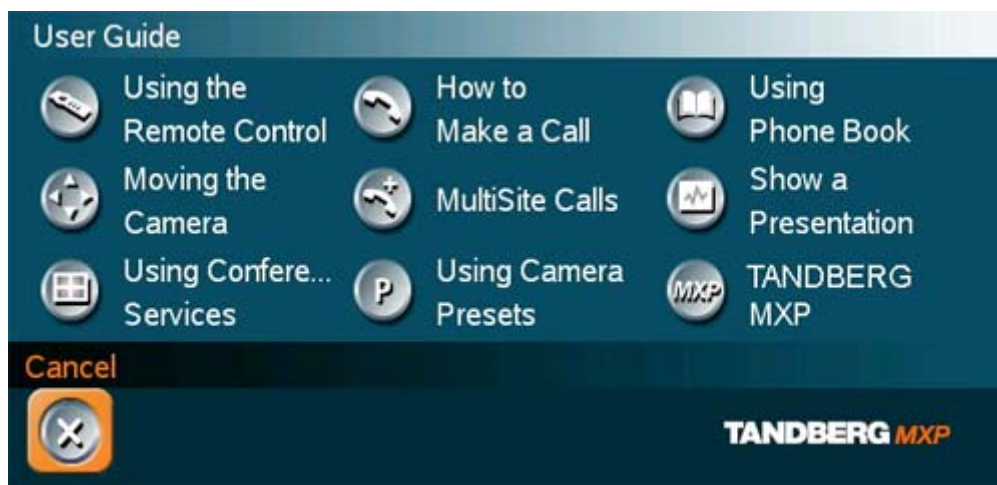 User Guide
Using the
Remote Control
How to
Make a Call
Using
Phone Book
Moving the
Camera
MultiSite Calls
Show a
Presentation
Using Confere...
Services
P
Using Camera
Presets
MXP
TANDBERG
MXP
Cancel
TANDBERG MXP